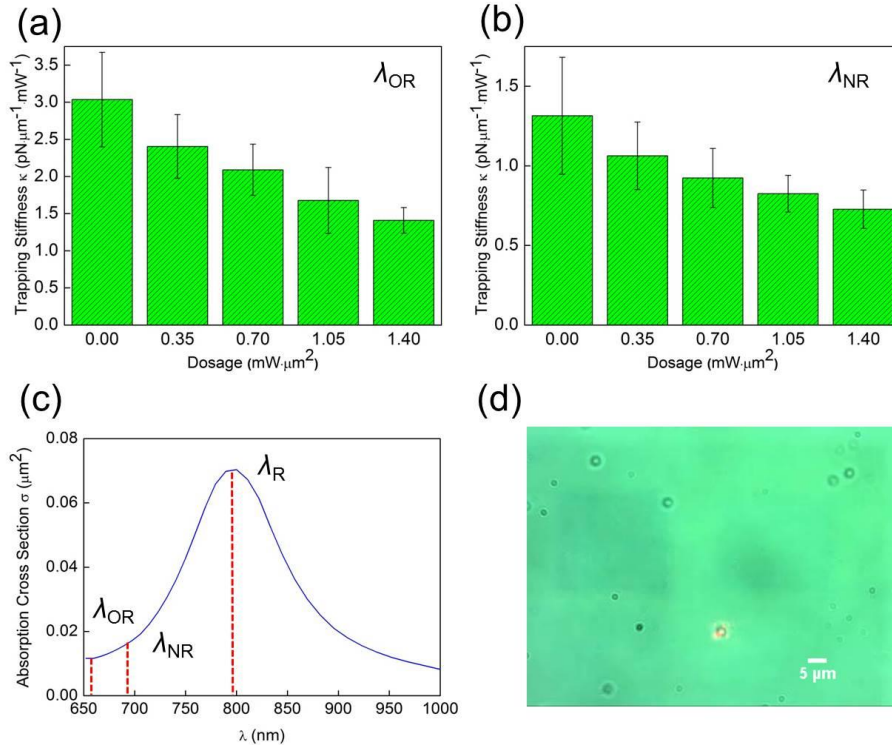 (a)
λOR
Trapping Stiffness κ (pN·μm⁻¹·mW⁻¹)
3.5
3.0
2.5
2.0
1.5
1.0
0.5
0.0
0.00 0.35 0.70 1.05 1.40
Dosage (mW·μm²)
(b)
λNR
Trapping Stiffness κ (pN·μm⁻¹·mW⁻¹)
1.5
1.0
0.5
0.0
0.00 0.35 0.70 1.05 1.40
Dosage (mW·μm²)
(c)
Absorption Cross Section σ (μm²)
0.08
0.06
0.04
0.02
0.00
λR
λOR
λNR
650 700 750 800 850 900 950 1000
λ (nm)
(d)
5 μm